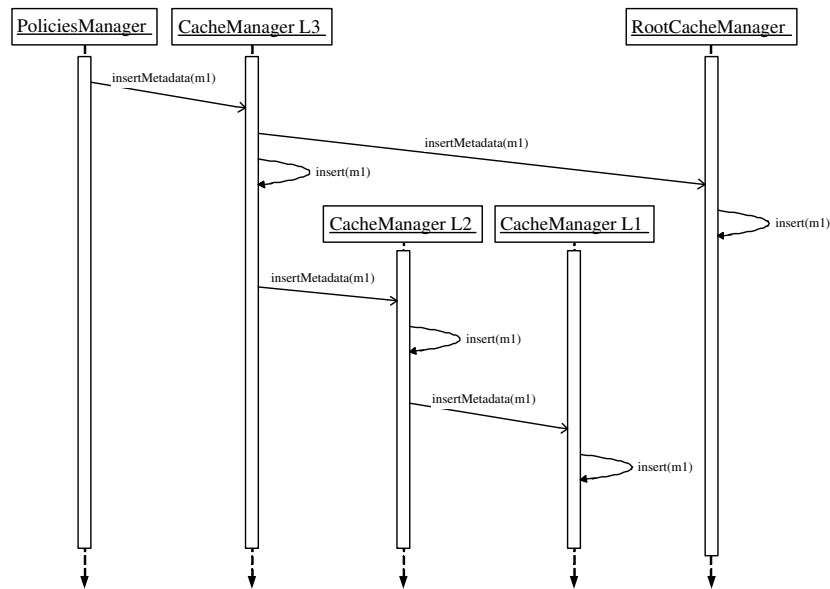 PoliciesManager
CacheManager L3
RootCacheManager
insertMetadata(m1)
insertMetadata(m1)
insert(m1)
CacheManager L2
CacheManager L1
insert(m1)
insertMetadata(m1)
insert(m1)
insertMetadata(m1)
insert(m1)